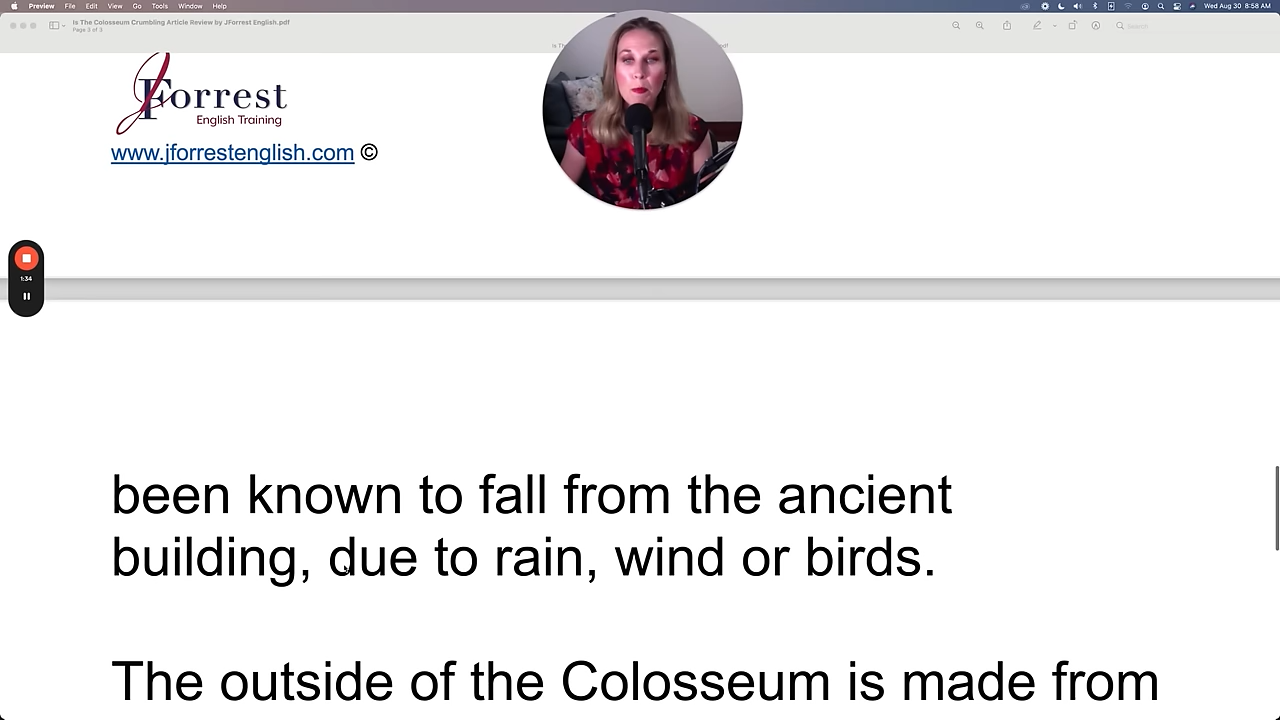 Preview File Edit View Go Tools Window Help
Wed Aug 30 8:58 AM
Is The Colosseum Crumbling Article Review by JForrest English.pdf
Page 3 of 3
Search
JForrest
English Training
www.jforrestenglish.com ©
1:34
been known to fall from the ancient
building, due to rain, wind or birds.
The outside of the Colosseum is made from